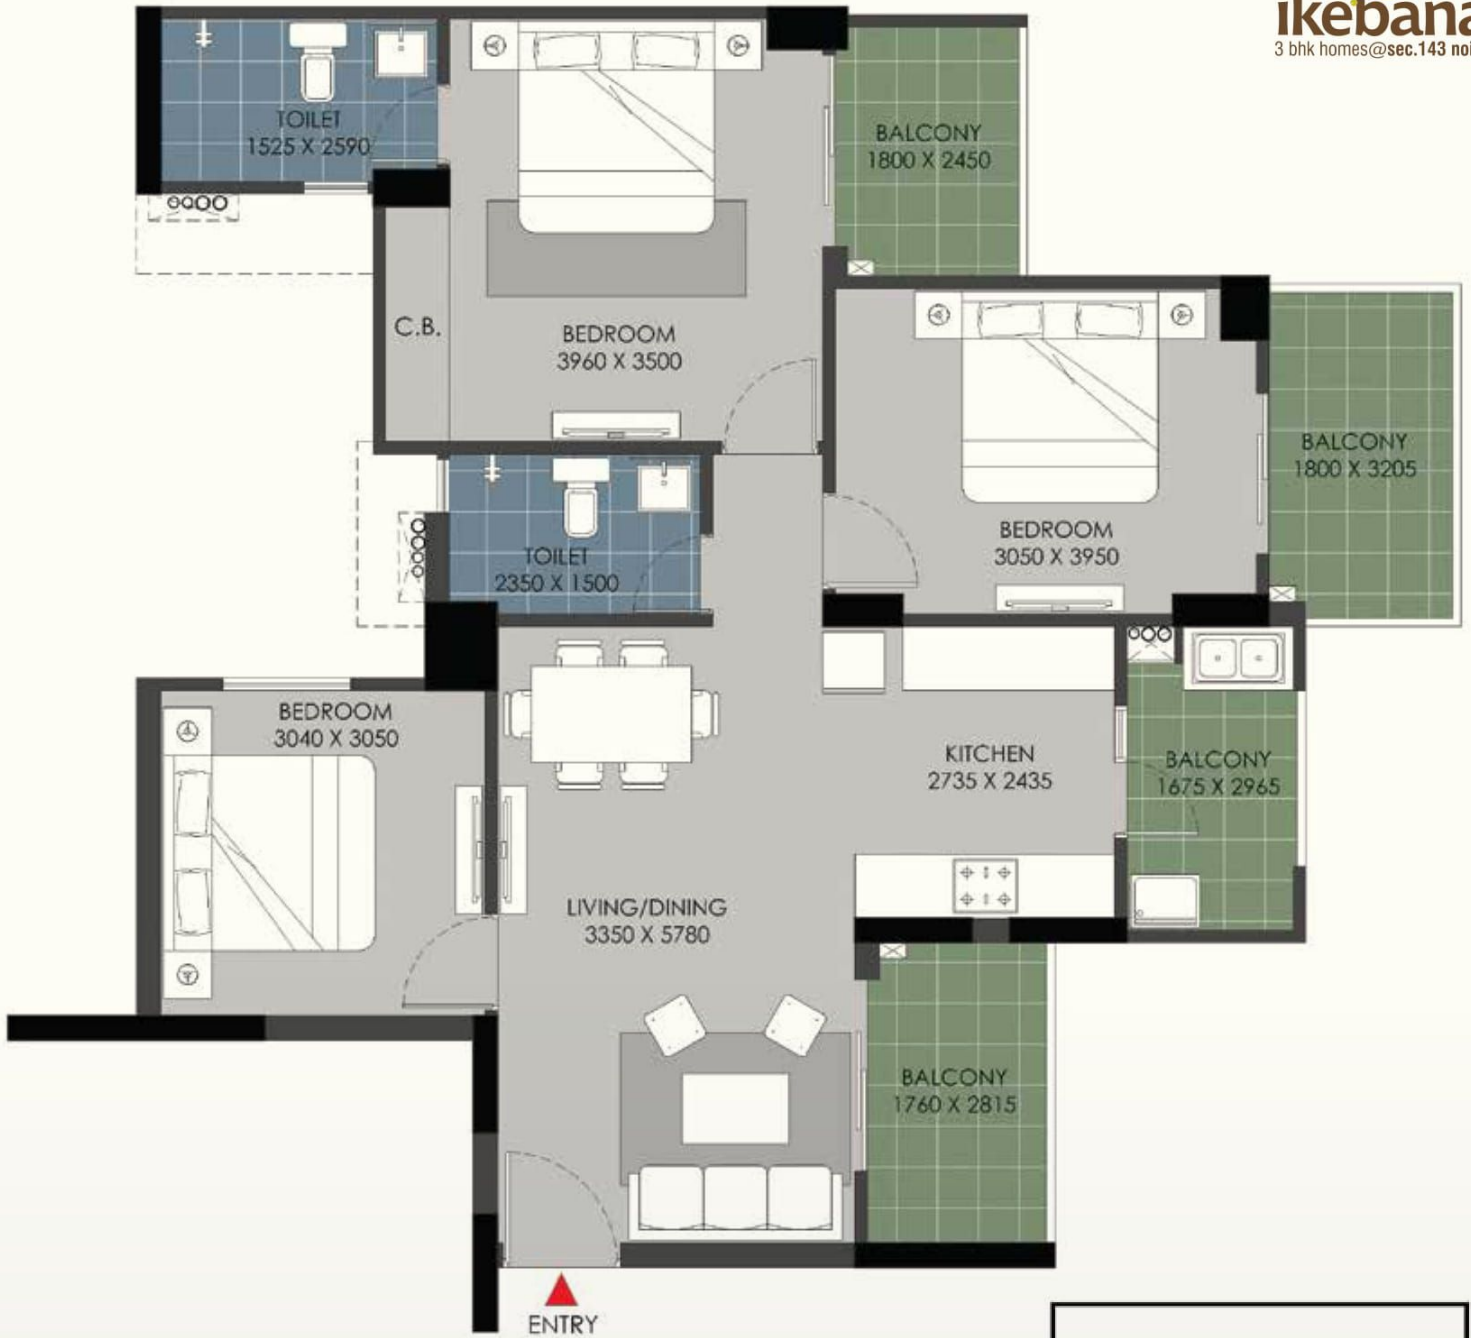 ikebana
3 bhk homes@sec.143 noi
TOILET
1525 X 2590
BALCONY
1800 X 2450
C.B.
BEDROOM
3960 X 3500
BALCONY
1800 X 3205
BEDROOM
3050 X 3950
TOILET
2350 X 1500
BEDROOM
3040 X 3050
KITCHEN
2735 X 2435
BALCONY
1675 X 2965
LIVING/DINING
3350 X 5780
BALCONY
1760 X 2815
ENTRY